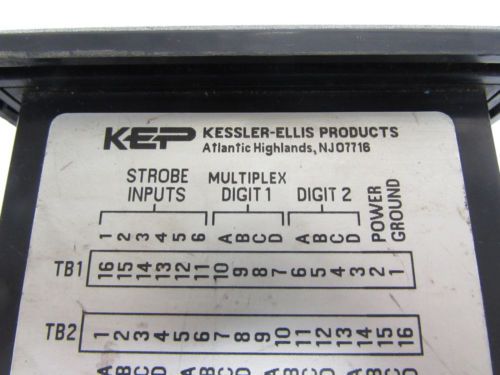 KEP KESSLER-ELLIS PRODUCTS
Atlantic Highlands, NJ 07716
STROBE INPUTS
MULTIPLEX DIGIT 1
DIGIT 2
POWER
GROUND
1 2 3 4 5 6 A B C D A B C D
TB1 16 15 14 13 12 11 10 9 8 7 6 5 4 3 2 1
TB2 1 2 3 4 5 6 7 8 9 10 11 12 13 14 15 16
A B C D A B C D A B C D A B C D